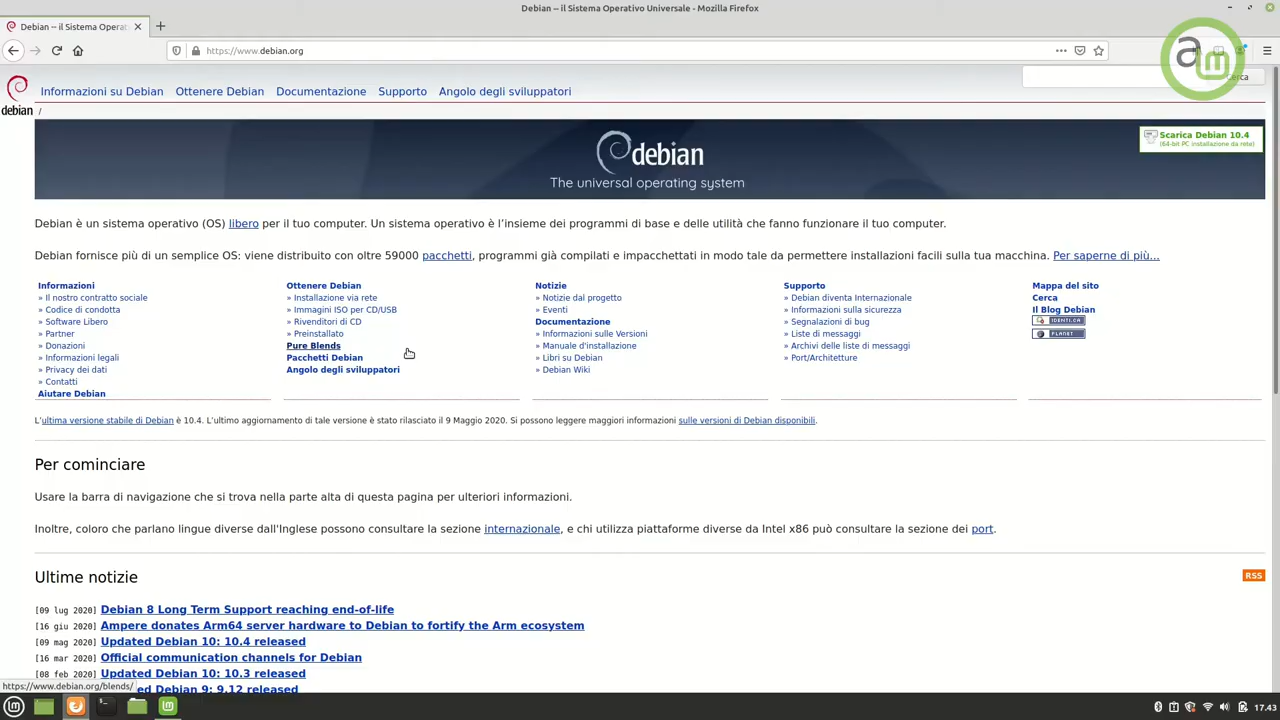 Debian -- il Sistema Operativo Universale - Mozilla Firefox
Debian -- il Sistema Operat
https://www.debian.org
am
Cerca
Informazioni su Debian Ottenere Debian Documentazione Supporto Angolo degli sviluppatori
debian /
debian
The universal operating system
Scarica Debian 10.4
(64-bit PC installazione da rete)
Debian è un sistema operativo (OS) libero per il tuo computer. Un sistema operativo è l'insieme dei programmi di base e delle utilità che fanno funzionare il tuo computer.
Debian fornisce più di un semplice OS: viene distribuito con oltre 59000 pacchetti, programmi già compilati e impacchettati in modo tale da permettere installazioni facili sulla tua macchina. Per saperne di più...
Informazioni
» Il nostro contratto sociale
» Codice di condotta
» Software Libero
» Partner
» Donazioni
» Informazioni legali
» Privacy dei dati
» Contatti
Aiutare Debian
Ottenere Debian
» Installazione via rete
» Immagini ISO per CD/USB
» Rivenditori di CD
» Preinstallato
Pure Blends
Pacchetti Debian
Angolo degli sviluppatori
Notizie
» Notizie dal progetto
» Eventi
Documentazione
» Informazioni sulle Versioni
» Manuale d'installazione
» Libri su Debian
» Debian Wiki
Supporto
» Debian diventa Internazionale
» Informazioni sulla sicurezza
» Segnalazioni di bug
» Liste di messaggi
» Archivi delle liste di messaggi
» Port/Architetture
Mappa del sito
Cerca
Il Blog Debian
IDENTI.CA
PLANET
L'ultima versione stabile di Debian è 10.4. L'ultimo aggiornamento di tale versione è stato rilasciato il 9 Maggio 2020. Si possono leggere maggiori informazioni sulle versioni di Debian disponibili.
Per cominciare
Usare la barra di navigazione che si trova nella parte alta di questa pagina per ulteriori informazioni.
Inoltre, coloro che parlano lingue diverse dall'Inglese possono consultare la sezione internazionale, e chi utilizza piattaforme diverse da Intel x86 può consultare la sezione dei port.
Ultime notizie
RSS
[09 lug 2020] Debian 8 Long Term Support reaching end-of-life
[16 giu 2020] Ampere donates Arm64 server hardware to Debian to fortify the Arm ecosystem
[09 mag 2020] Updated Debian 10: 10.4 released
[16 mar 2020] Official communication channels for Debian
[08 feb 2020] Updated Debian 10: 10.3 released
ed Debian 9: 9.12 released
https://www.debian.org/blends/
17.43